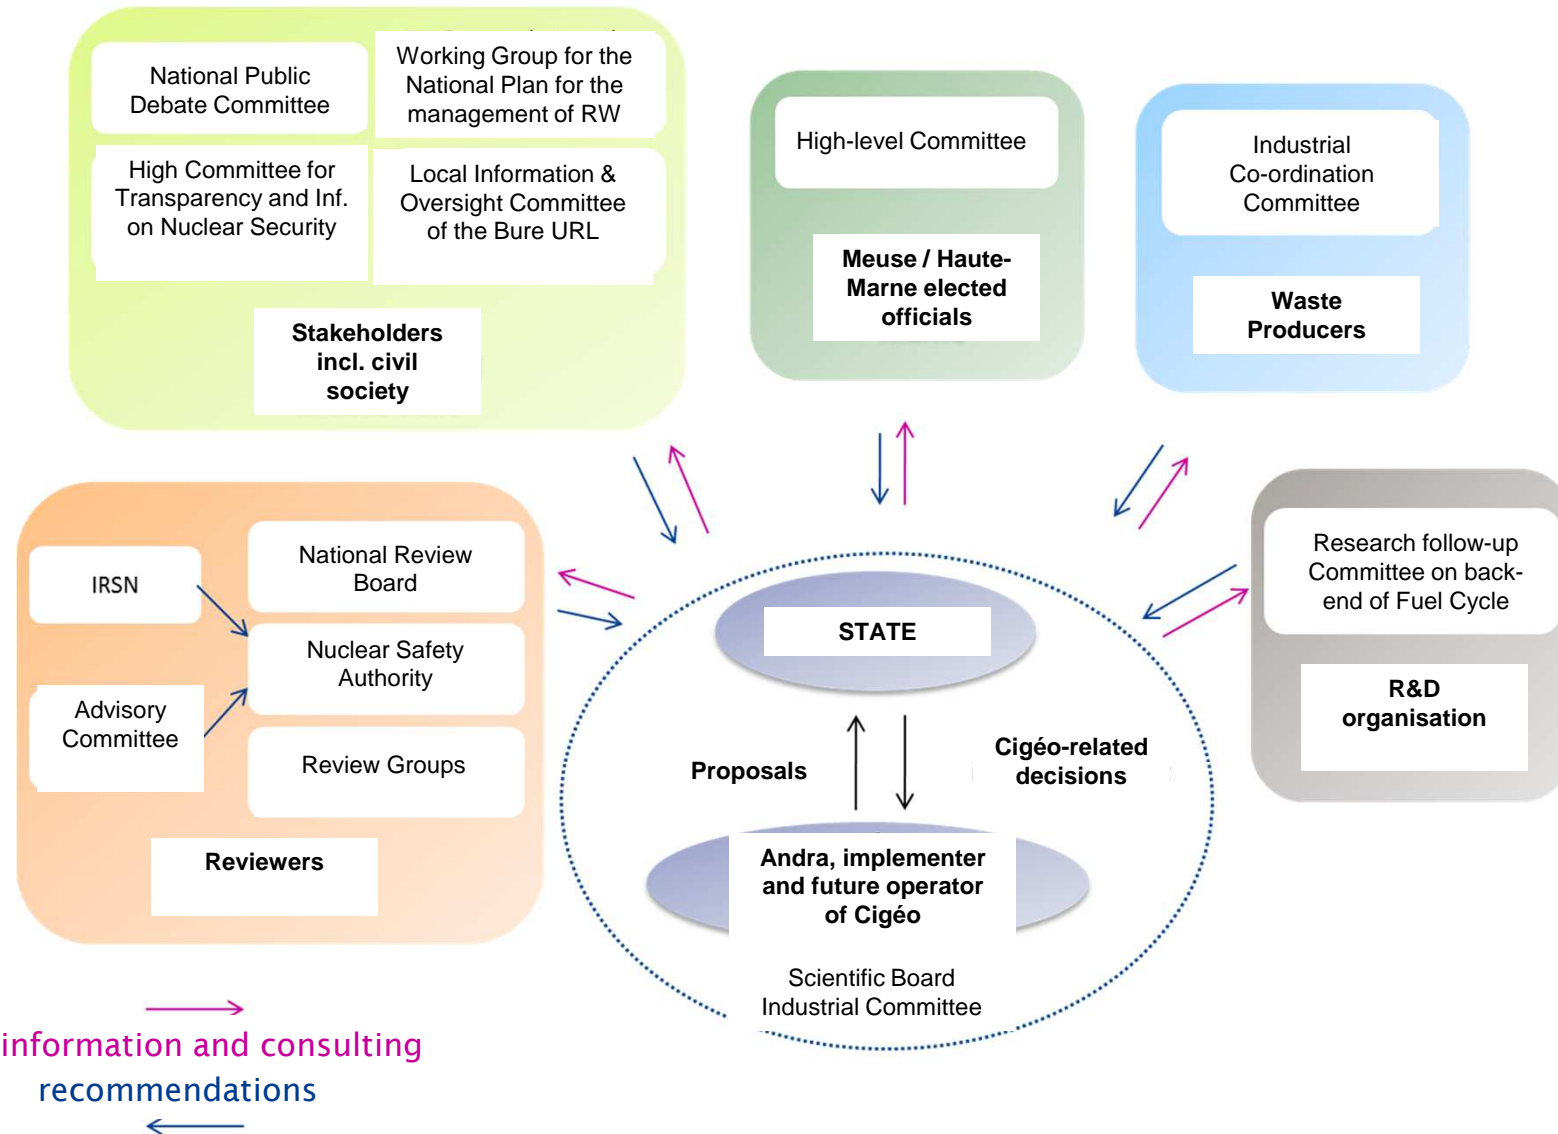 National Public
Debate Committee
Working Group for the
National Plan for the
management of RW
High Committee for
Transparency and Inf.
on Nuclear Security
Local Information &
Oversight Committee
of the Bure URL
Stakeholders
incl. civil
society
High-level Committee
Meuse / Haute-
Marne elected
officials
Industrial
Co-ordination
Committee
Waste
Producers
IRSN
National Review
Board
Nuclear Safety
Authority
Advisory
Committee
Review Groups
Reviewers
STATE
Proposals
Cigéo-related
decisions
Andra, implementer
and future operator
of Cigéo
Scientific Board
Industrial Committee
Research follow-up
Committee on back-
end of Fuel Cycle
R&D
organisation
information and consulting
recommendations